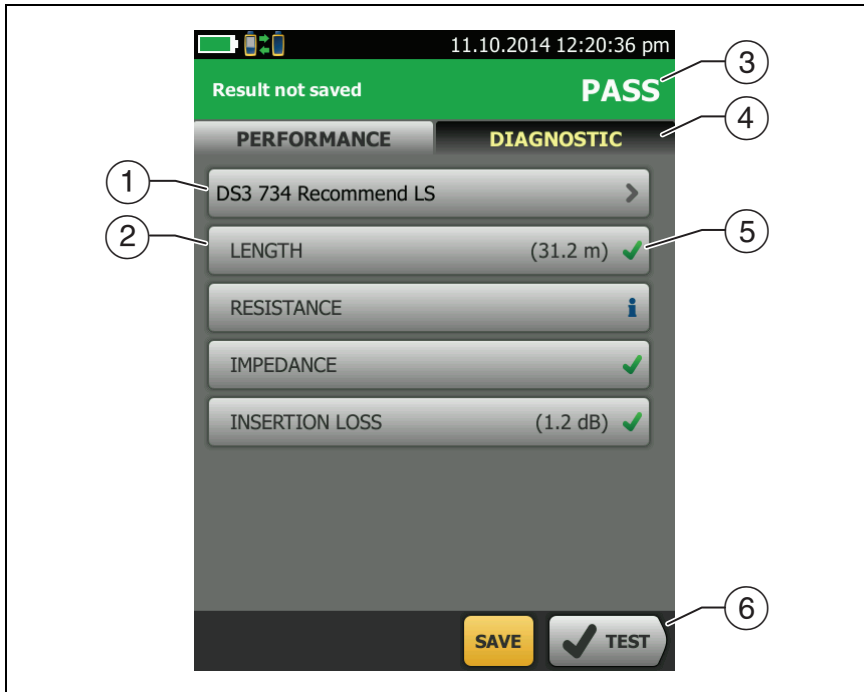 11.10.2014 12:20:36 pm
Result not saved PASS
3
PERFORMANCE DIAGNOSTIC
4
1
DS3 734 Recommend LS
2
LENGTH (31.2 m)
5
RESISTANCE i
IMPEDANCE
INSERTION LOSS (1.2 dB)
SAVE TEST
6